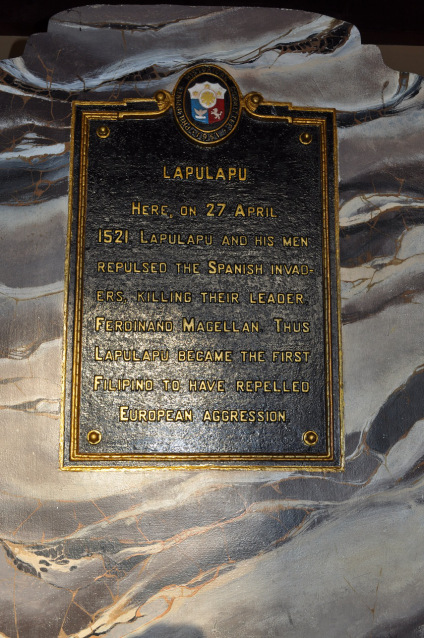 LAPULAPU
HERE, ON 27 APRIL
1521 LAPULAPU AND HIS MEN
REPULSED THE SPANISH INVAD-
ERS, KILLING THEIR LEADER,
FERDINAND MAGELLAN. THUS
LAPULAPU BECAME THE FIRST
FILIPINO TO HAVE REPELLED
EUROPEAN AGGRESSION.